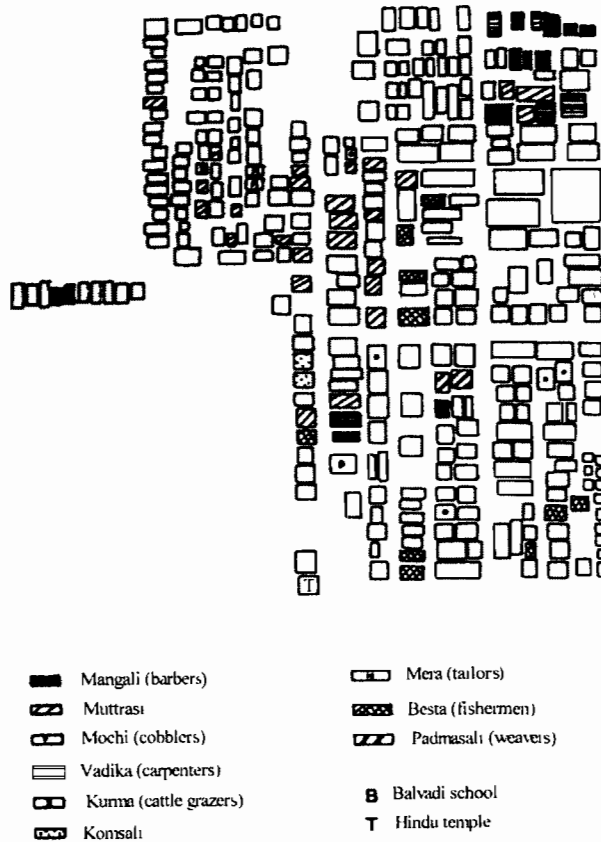 T
Mangali (barbers)
Muttrasi
Mochi (cobblers)
Vadika (carpenters)
Kurma (cattle grazers)
Komsali
Mera (tailors)
Besta (fishermen)
Padmasali (weavers)
B Balvadi school
T Hindu temple